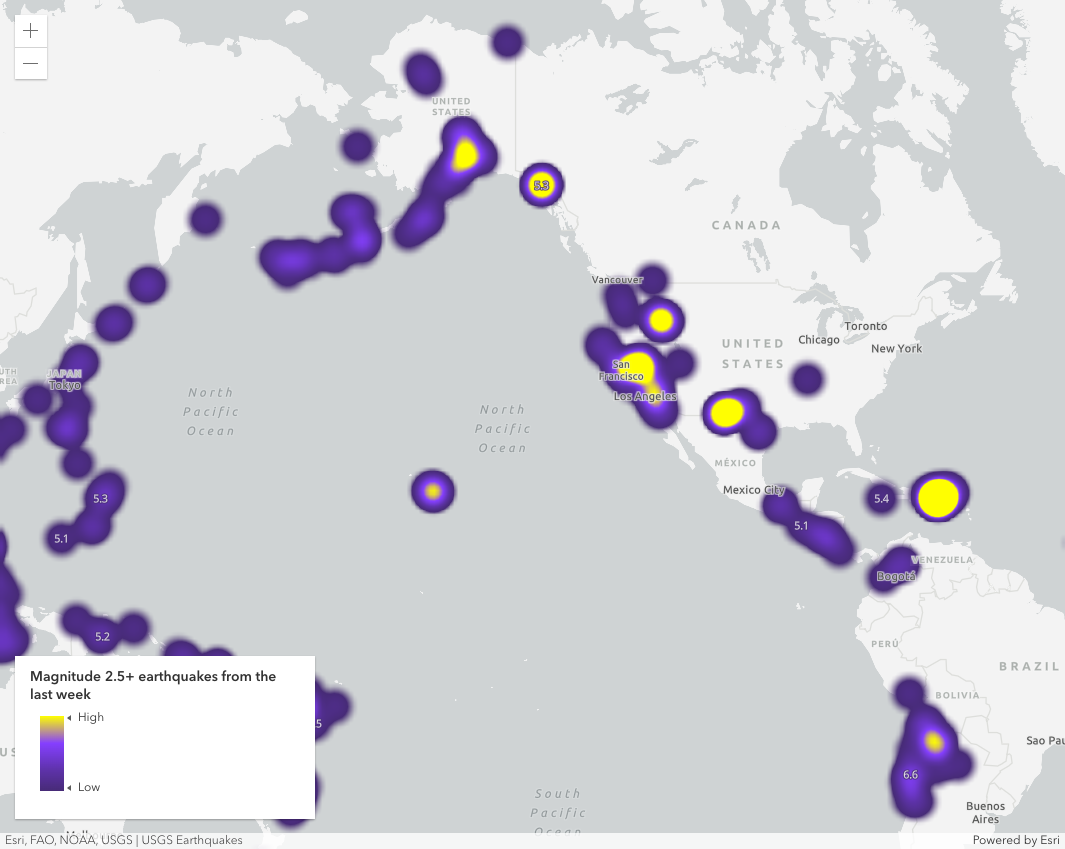 UNITED
STATES
5.3
CANADA
Vancouver
Toronto
Chicago
New York
UNITED
STATES
San
Francisco
Los Angeles
JAPAN
Tokyo
North
Pacific
Ocean
North
Pacific
Ocean
MÉXICO
Mexico City
5.4
5.3
5.1
5.1
VENEZUELA
Bogotá
5.2
PERÚ
BRAZIL
BOLIVIA
Magnitude 2.5+ earthquakes from the
last week
High
Low
5
6.6
Sao Pau
South
Pacific
Ocean
Buenos
Aires
Esri, FAO, NOAA, USGS | USGS Earthquakes
Powered by Esri